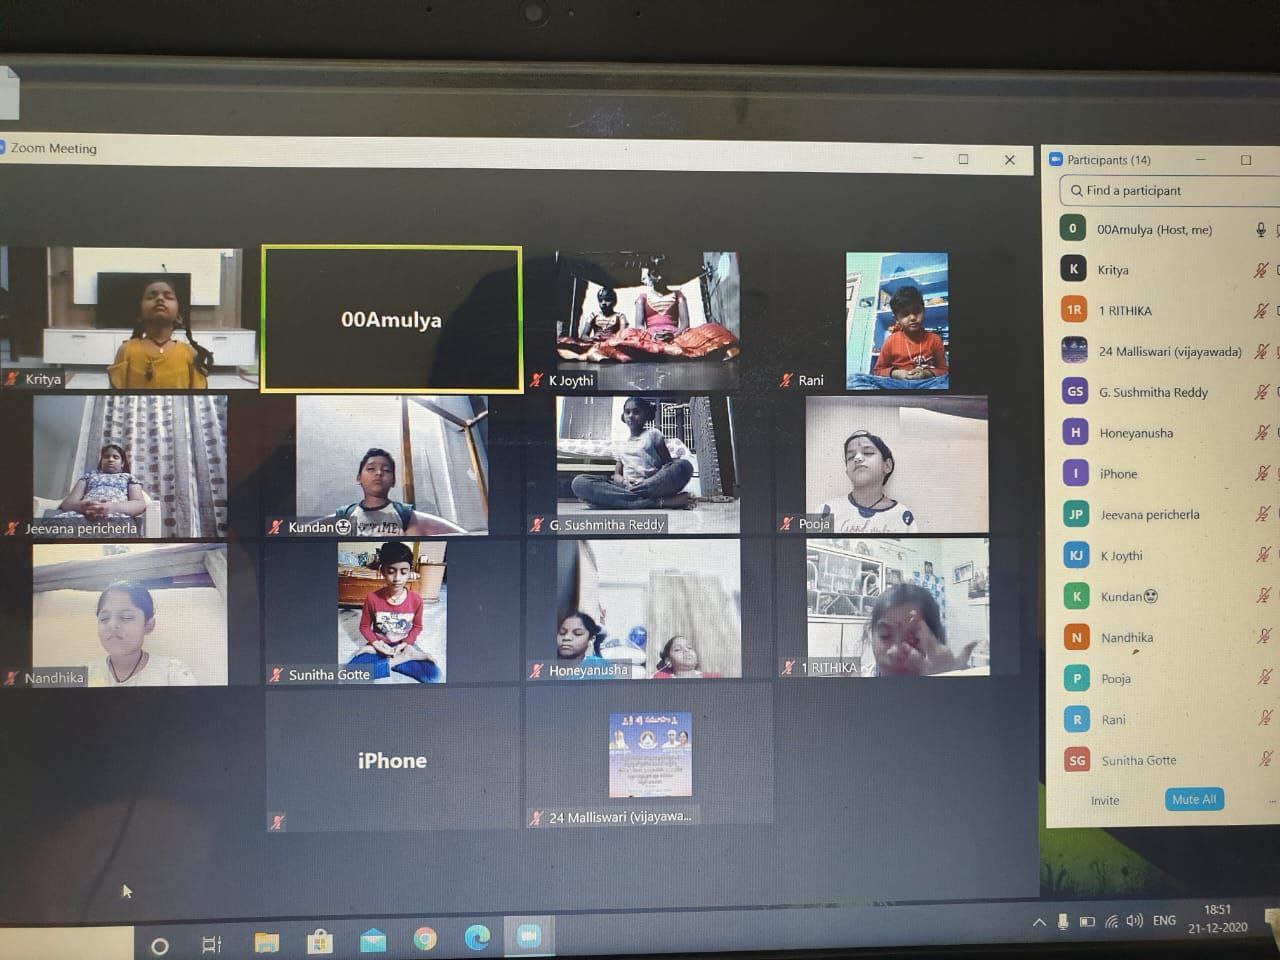 Zoom Meeting
Kritya
00Amulya
K Joythi
Rani
Jeevana pericherla
Kundan😍
G. Sushmitha Reddy
Pooja
Nandhika
Sunitha Gotte
Honeyanusha
1 RITHIKA
iPhone
24 Malliswari (vijayawa...
Participants (14)
Find a participant
0 00Amulya (Host, me)
K Kritya
1R 1 RITHIKA
24 Malliswari (vijayawada)
GS G. Sushmitha Reddy
H Honeyanusha
I iPhone
JP Jeevana pericherla
KJ K Joythi
K Kundan😍
N Nandhika
P Pooja
R Rani
SG Sunitha Gotte
Invite Mute All ...
ENG
18:51
21-12-2020